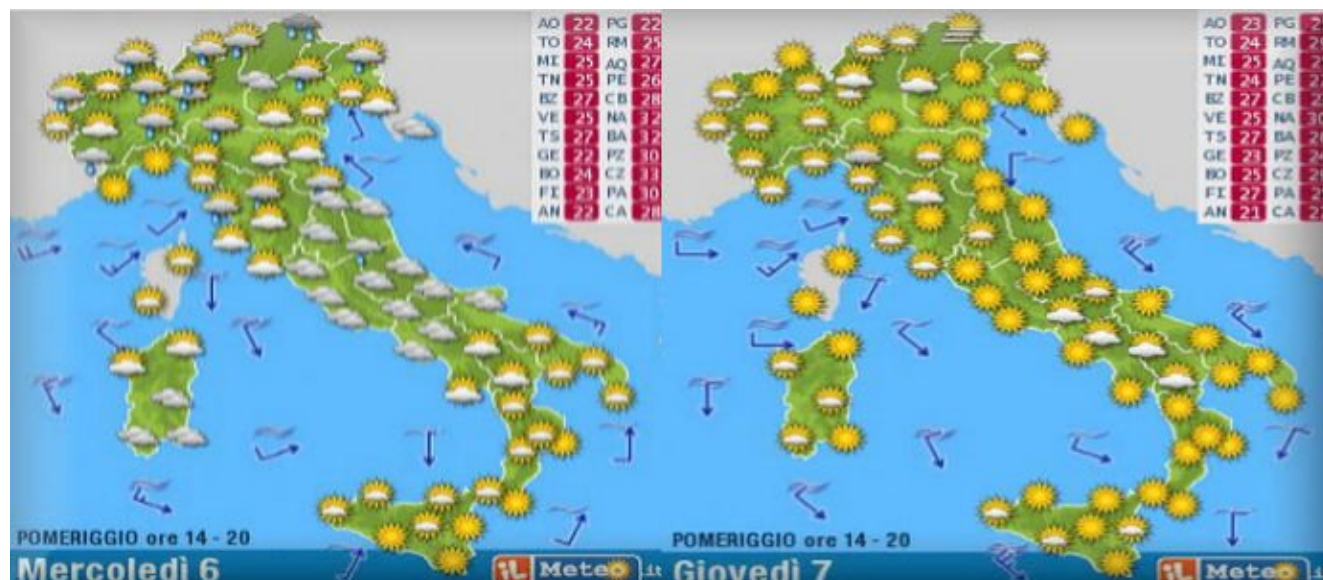 AO 22 PG 22
TO 24 RM 25
MI 25 AQ 27
TN 25 PE 26
BZ 27 CB 28
VE 25 NA 32
TS 27 BA 32
GE 22 PZ 30
BO 24 CZ 33
FI 23 PA 30
AN 22 CA 28
POMERIGGIO ore 14 - 20
Mercoledì 6
iL Meteo.it
AO 23 PG
TO 24 RM
MI 25 AQ
TN 24 PE
BZ 27 CB
VE 25 NA
TS 27 BA
GE 23 PZ
BO 25 CZ
FI 27 PA
AN 21 CA
POMERIGGIO ore 14 - 20
Giovedì 7
iL Meteo.it